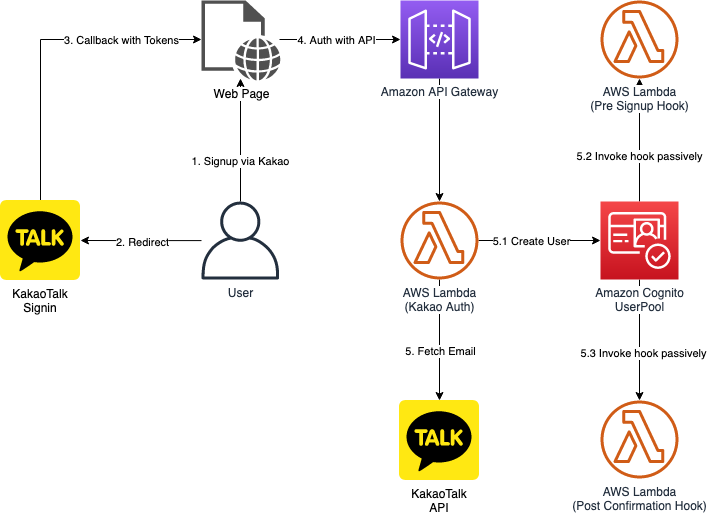 3. Callback with Tokens
4. Auth with API
Web Page
Amazon API Gateway
AWS Lambda
(Pre Signup Hook)
1. Signup via Kakao
5.2 Invoke hook passively
TALK
2. Redirect
5.1 Create User
KakaoTalk
Signin
User
AWS Lambda
(Kakao Auth)
Amazon Cognito
UserPool
5. Fetch Email
5.3 Invoke hook passively
TALK
KakaoTalk
API
AWS Lambda
(Post Confirmation Hook)